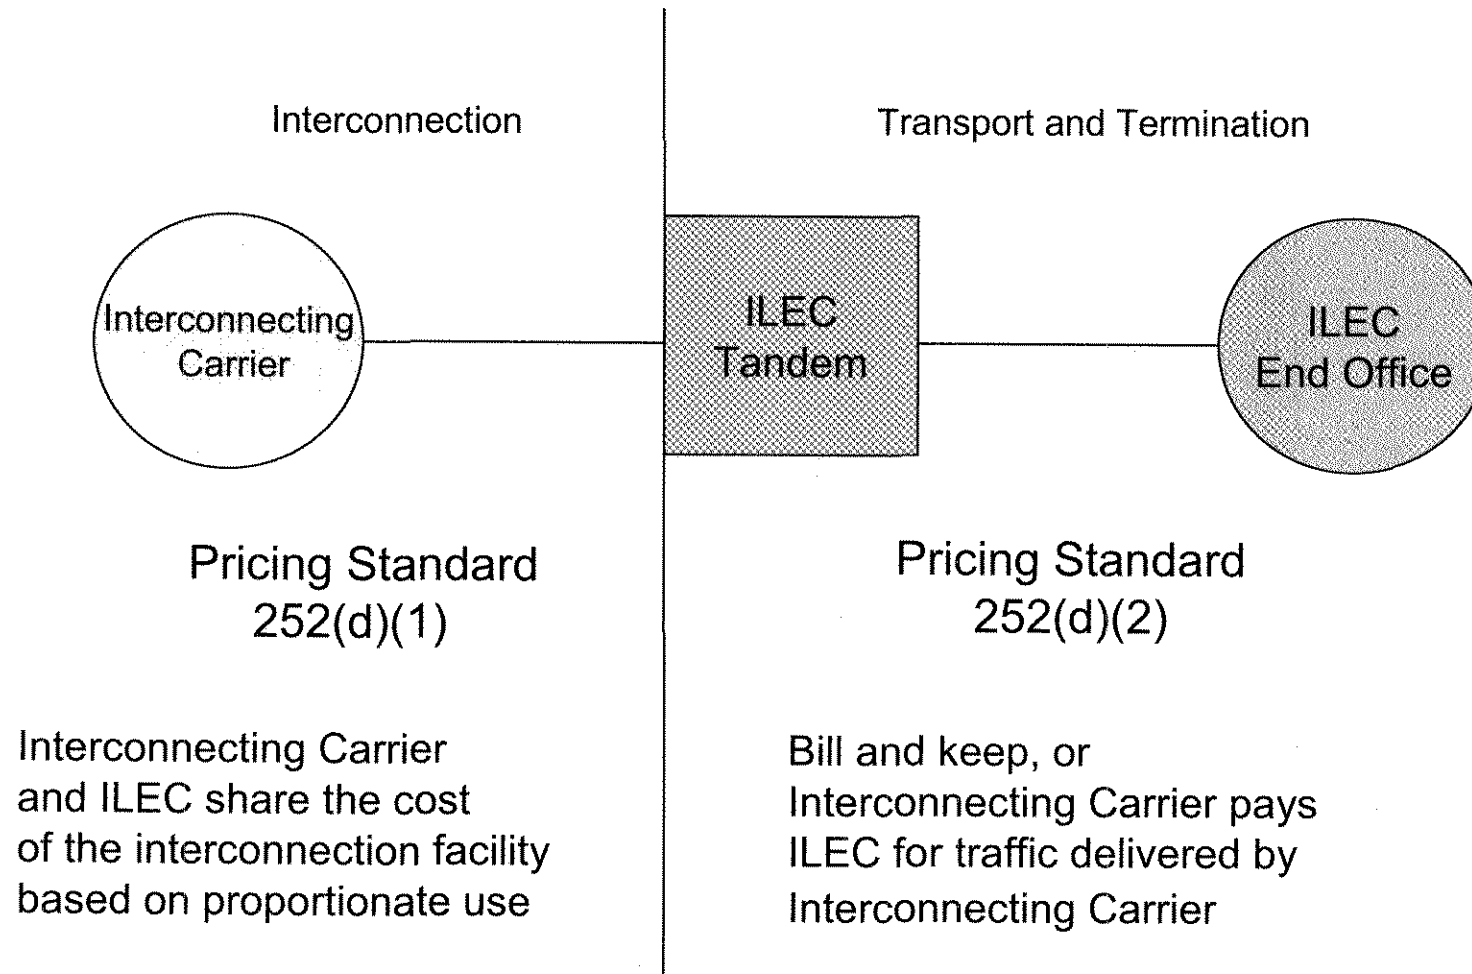 Interconnection
Transport and Termination
Interconnecting
Carrier
ILEC
Tandem
ILEC
End Office
Pricing Standard
252(d)(1)
Pricing Standard
252(d)(2)
Interconnecting Carrier
and ILEC share the cost
of the interconnection facility
based on proportionate use
Bill and keep, or
Interconnecting Carrier pays
ILEC for traffic delivered by
Interconnecting Carrier